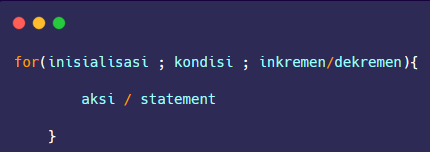 for(inisialisasi ; kondisi ; inkremen/dekremen){
aksi / statement
}